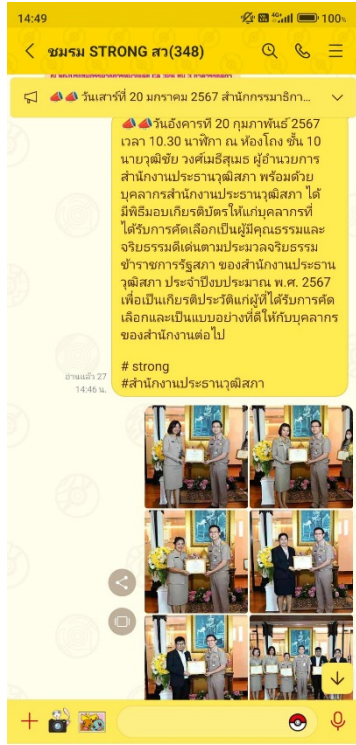 14:49
4G+
100%
ชมรม STRONG สา(348)
📣📣 วันเสาร์ที่ 20 มกราคม 2567 สำนักกรรมาธิกา...
📣📣วันอังคารที่ 20 กุมภาพันธ์ 2567
เวลา 10.30 นาฬิกา ณ ห้องโถง ชั้น 10
นายวุฒิชัย วงศ์เมธีสุเมธ ผู้อำนวยการ
สำนักงานประธานวุฒิสภา พร้อมด้วย
บุคลากรสำนักงานประธานวุฒิสภา ได้
มีพิธีมอบเกียรติบัตรให้แก่บุคลากรที่
ได้รับการคัดเลือกเป็นผู้มีคุณธรรมและ
จริยธรรมดีเด่นตามประมวลจริยธรรม
ข้าราชการรัฐสภา ของสำนักงานประธาน
วุฒิสภา ประจำปีงบประมาณ พ.ศ. 2567
เพื่อเป็นเกียรติประวัติแก่ผู้ที่ได้รับการคัด
เลือกและเป็นแบบอย่างที่ดีให้กับบุคลากร
ของสำนักงานต่อไป
# strong
#สำนักงานประธานวุฒิสภา
อ่านแล้ว 27
14:46 น.